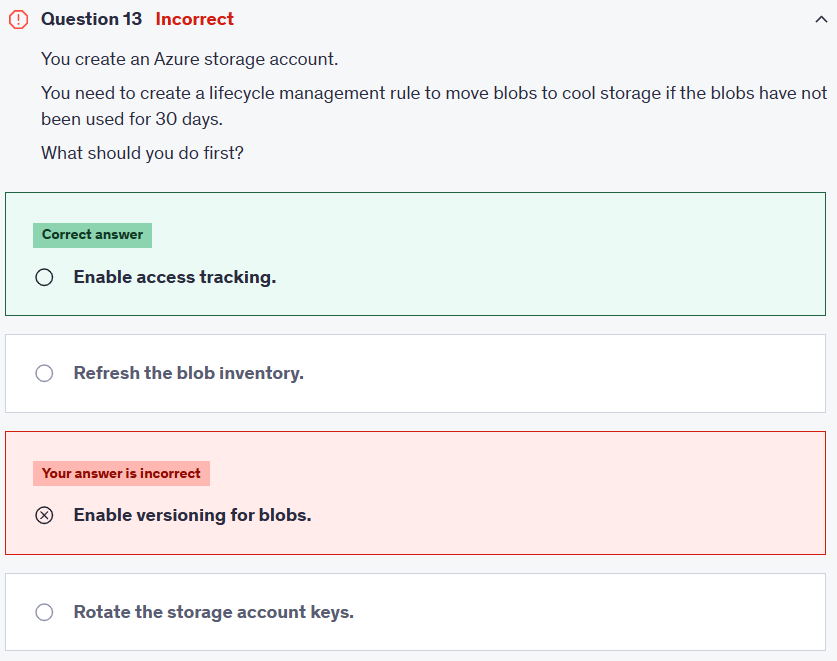 Question 13 Incorrect
You create an Azure storage account.
You need to create a lifecycle management rule to move blobs to cool storage if the blobs have not
been used for 30 days.
What should you do first?
Correct answer
Enable access tracking.
Refresh the blob inventory.
Your answer is incorrect
Enable versioning for blobs.
Rotate the storage account keys.